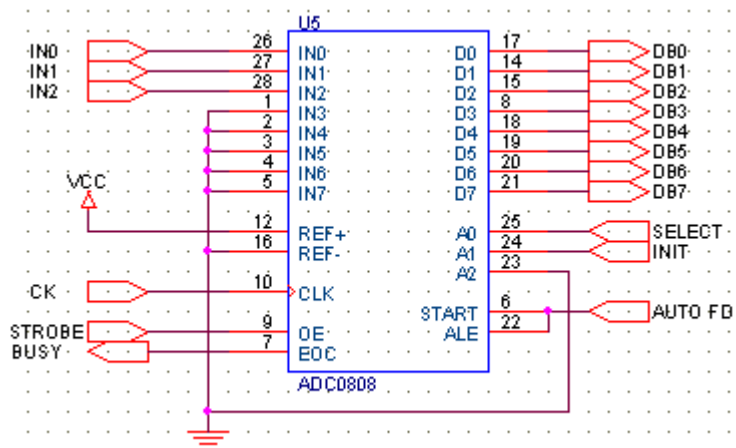 U5
IN0 26 IN0 D0 17 DB0
IN1 27 IN1 D1 14 DB1
IN2 28 IN2 D2 15 DB2
1 IN3 D3 8 DB3
2 IN4 D4 18 DB4
3 IN5 D5 19 DB5
4 IN6 D6 20 DB6
5 IN7 D7 21 DB7
VCC
12 REF+ A0 25 SELECT
16 REF- A1 24 INIT
A2 23
CK 10 CLK
START 6 AUTO FD
STROBE 9 OE ALE 22
BUSY 7 EOC
ADC0808